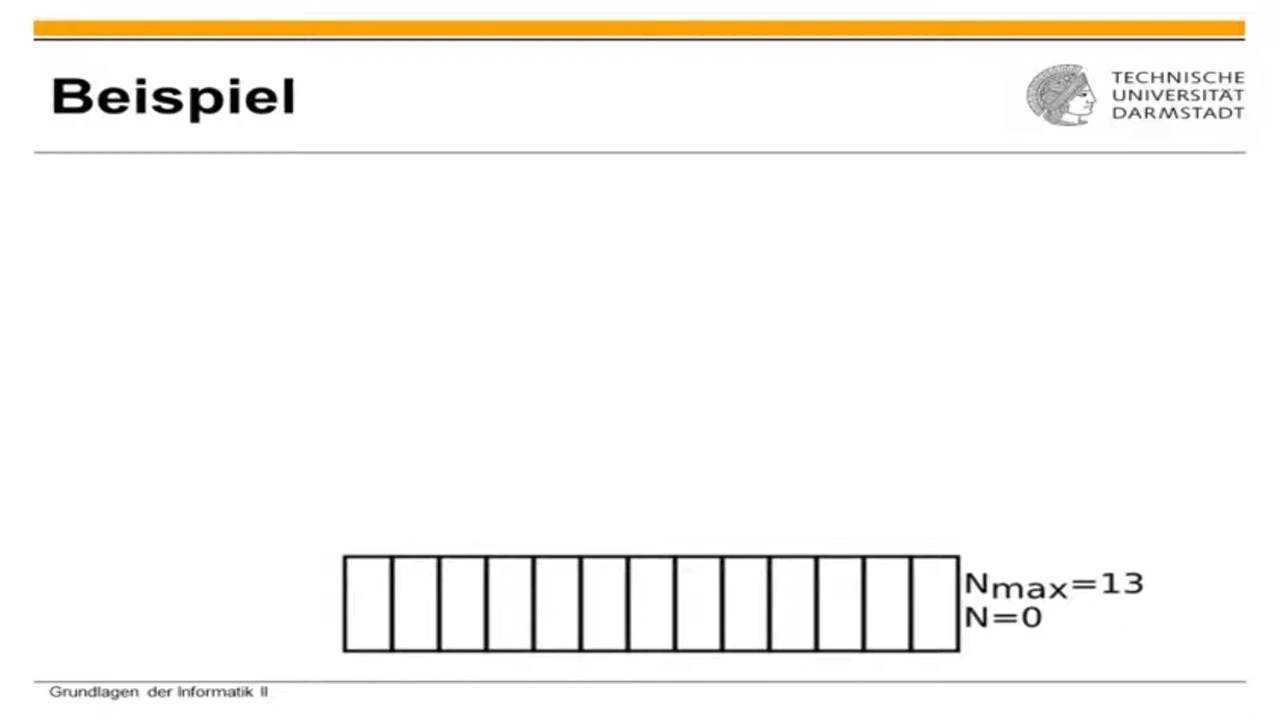 Beispiel
TECHNISCHE
UNIVERSITÄT
DARMSTADT
Nmax=13
N=0
Grundlagen der Informatik II